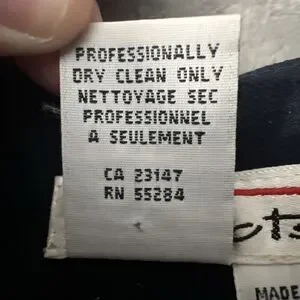 PROFESSIONALLY
DRY CLEAN ONLY
NETTOYAGE SEC
PROFESSIONNEL
A SEULEMENT
CA 23147
RN 55284
MADE